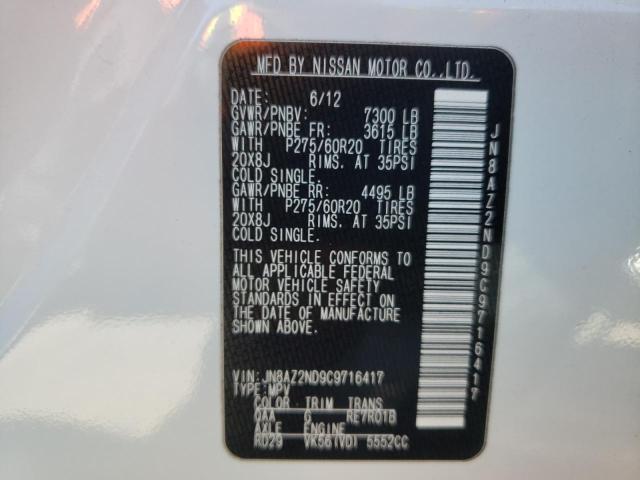 MFD BY NISSAN MOTOR CO.,LTD.
DATE: 6/12
GVWR/PNBV: 7300 LB
GAWR/PNBE FR: 3615 LB
WITH P275/60R20 TIRES
20X8J RIMS. AT 35PSI
COLD SINGLE.
GAWR/PNBE RR: 4495 LB
WITH P275/60R20 TIRES
20X8J RIMS. AT 35PSI
COLD SINGLE.
THIS VEHICLE CONFORMS TO
ALL APPLICABLE FEDERAL
MOTOR VEHICLE SAFETY
STANDARDS IN EFFECT ON
THE DATE OF MANUFACTURE
SHOWN ABOVE.
VIN: JN8AZ2ND9C9716417
TYPE: MPV
COLOR TRIM TRANS
QAA G RE7R01B
AXLE ENGINE
RD29 VK56(VD) 5552CC
JN8AZ2ND9C9716417